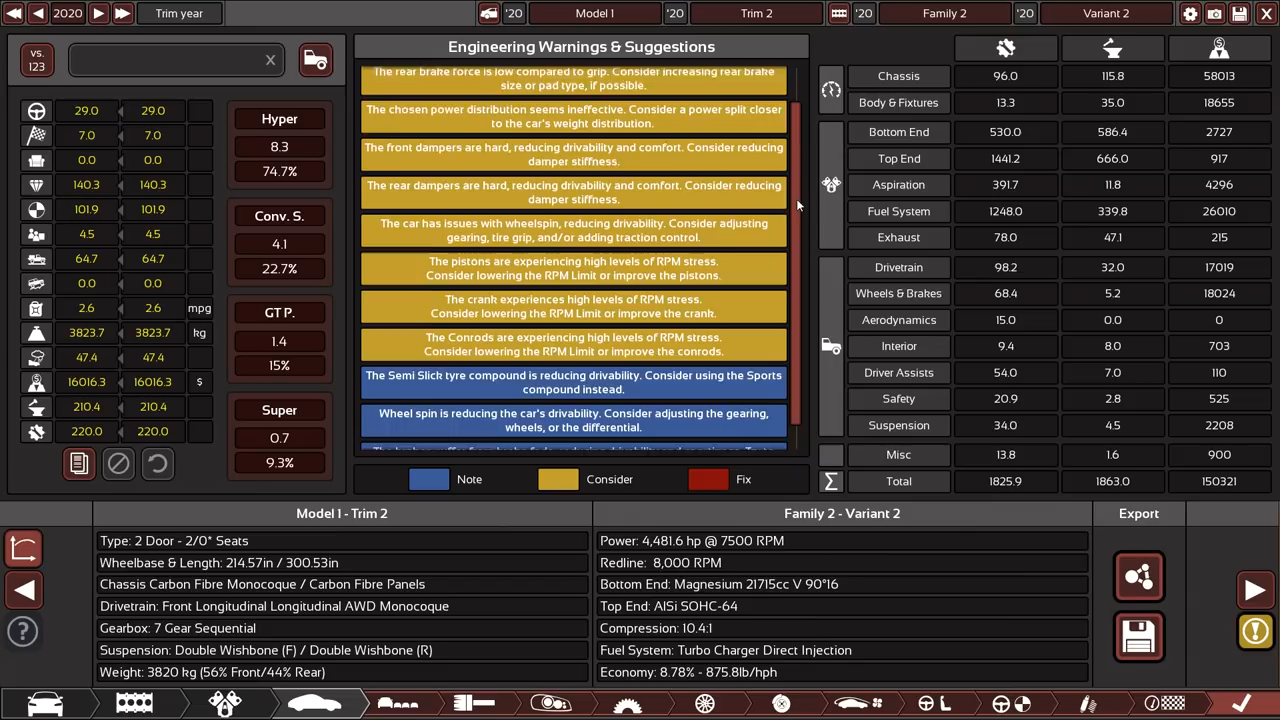 2020
Trim year
'20
Model 1
'20
Trim 2
'20
Family 2
'20
Variant 2
vs.
123
x
29.0 29.0
7.0 7.0
0.0 0.0
140.3 140.3
101.9 101.9
4.5 4.5
64.7 64.7
0.0 0.0
2.6 2.6 mpg
3823.7 3823.7 kg
47.4 47.4
16016.3 16016.3 $
210.4 210.4
220.0 220.0
Hyper
8.3
74.7%
Conv. S.
4.1
22.7%
GT P.
1.4
15%
Super
0.7
9.3%
Engineering Warnings & Suggestions
The rear brake force is low compared to grip. Consider increasing rear brake
size or pad type, if possible.
The chosen power distribution seems ineffective. Consider a power split closer
to the car's weight distribution.
The front dampers are hard, reducing drivability and comfort. Consider reducing
damper stiffness.
The rear dampers are hard, reducing drivability and comfort. Consider reducing
damper stiffness.
The car has issues with wheelspin, reducing drivability. Consider adjusting
gearing, tire grip, and/or adding traction control.
The pistons are experiencing high levels of RPM stress.
Consider lowering the RPM Limit or improve the pistons.
The crank experiences high levels of RPM stress.
Consider lowering the RPM Limit or improve the crank.
The Conrods are experiencing high levels of RPM stress.
Consider lowering the RPM Limit or improve the conrods.
The Semi Slick tyre compound is reducing drivability. Consider using the Sports
compound instead.
Wheel spin is reducing the car's drivability. Consider adjusting the gearing,
wheels, or the differential.
Note
Consider
Fix
Chassis 96.0 115.8 58013
Body & Fixtures 13.3 35.0 18655
Bottom End 530.0 586.4 2727
Top End 1441.2 666.0 917
Aspiration 391.7 11.8 4296
Fuel System 1248.0 339.8 26010
Exhaust 78.0 47.1 215
Drivetrain 98.2 32.0 17019
Wheels & Brakes 68.4 5.2 18024
Aerodynamics 15.0 0.0 0
Interior 9.4 8.0 703
Driver Assists 54.0 7.0 110
Safety 20.9 2.8 525
Suspension 34.0 4.5 2208
Misc 13.8 1.6 900
Σ Total 1825.9 1863.0 150321
Model 1 - Trim 2
Type: 2 Door - 2/0* Seats
Wheelbase & Length: 214.57in / 300.53in
Chassis Carbon Fibre Monocoque / Carbon Fibre Panels
Drivetrain: Front Longitudinal Longitudinal AWD Monocoque
Gearbox: 7 Gear Sequential
Suspension: Double Wishbone (F) / Double Wishbone (R)
Weight: 3820 kg (56% Front/44% Rear)
Family 2 - Variant 2
Power: 4,481.6 hp @ 7500 RPM
Redline: 8,000 RPM
Bottom End: Magnesium 21715cc V 90°16
Top End: AlSi SOHC-64
Compression: 10.4:1
Fuel System: Turbo Charger Direct Injection
Economy: 8.78% - 875.8lb/hph
Export
?
!